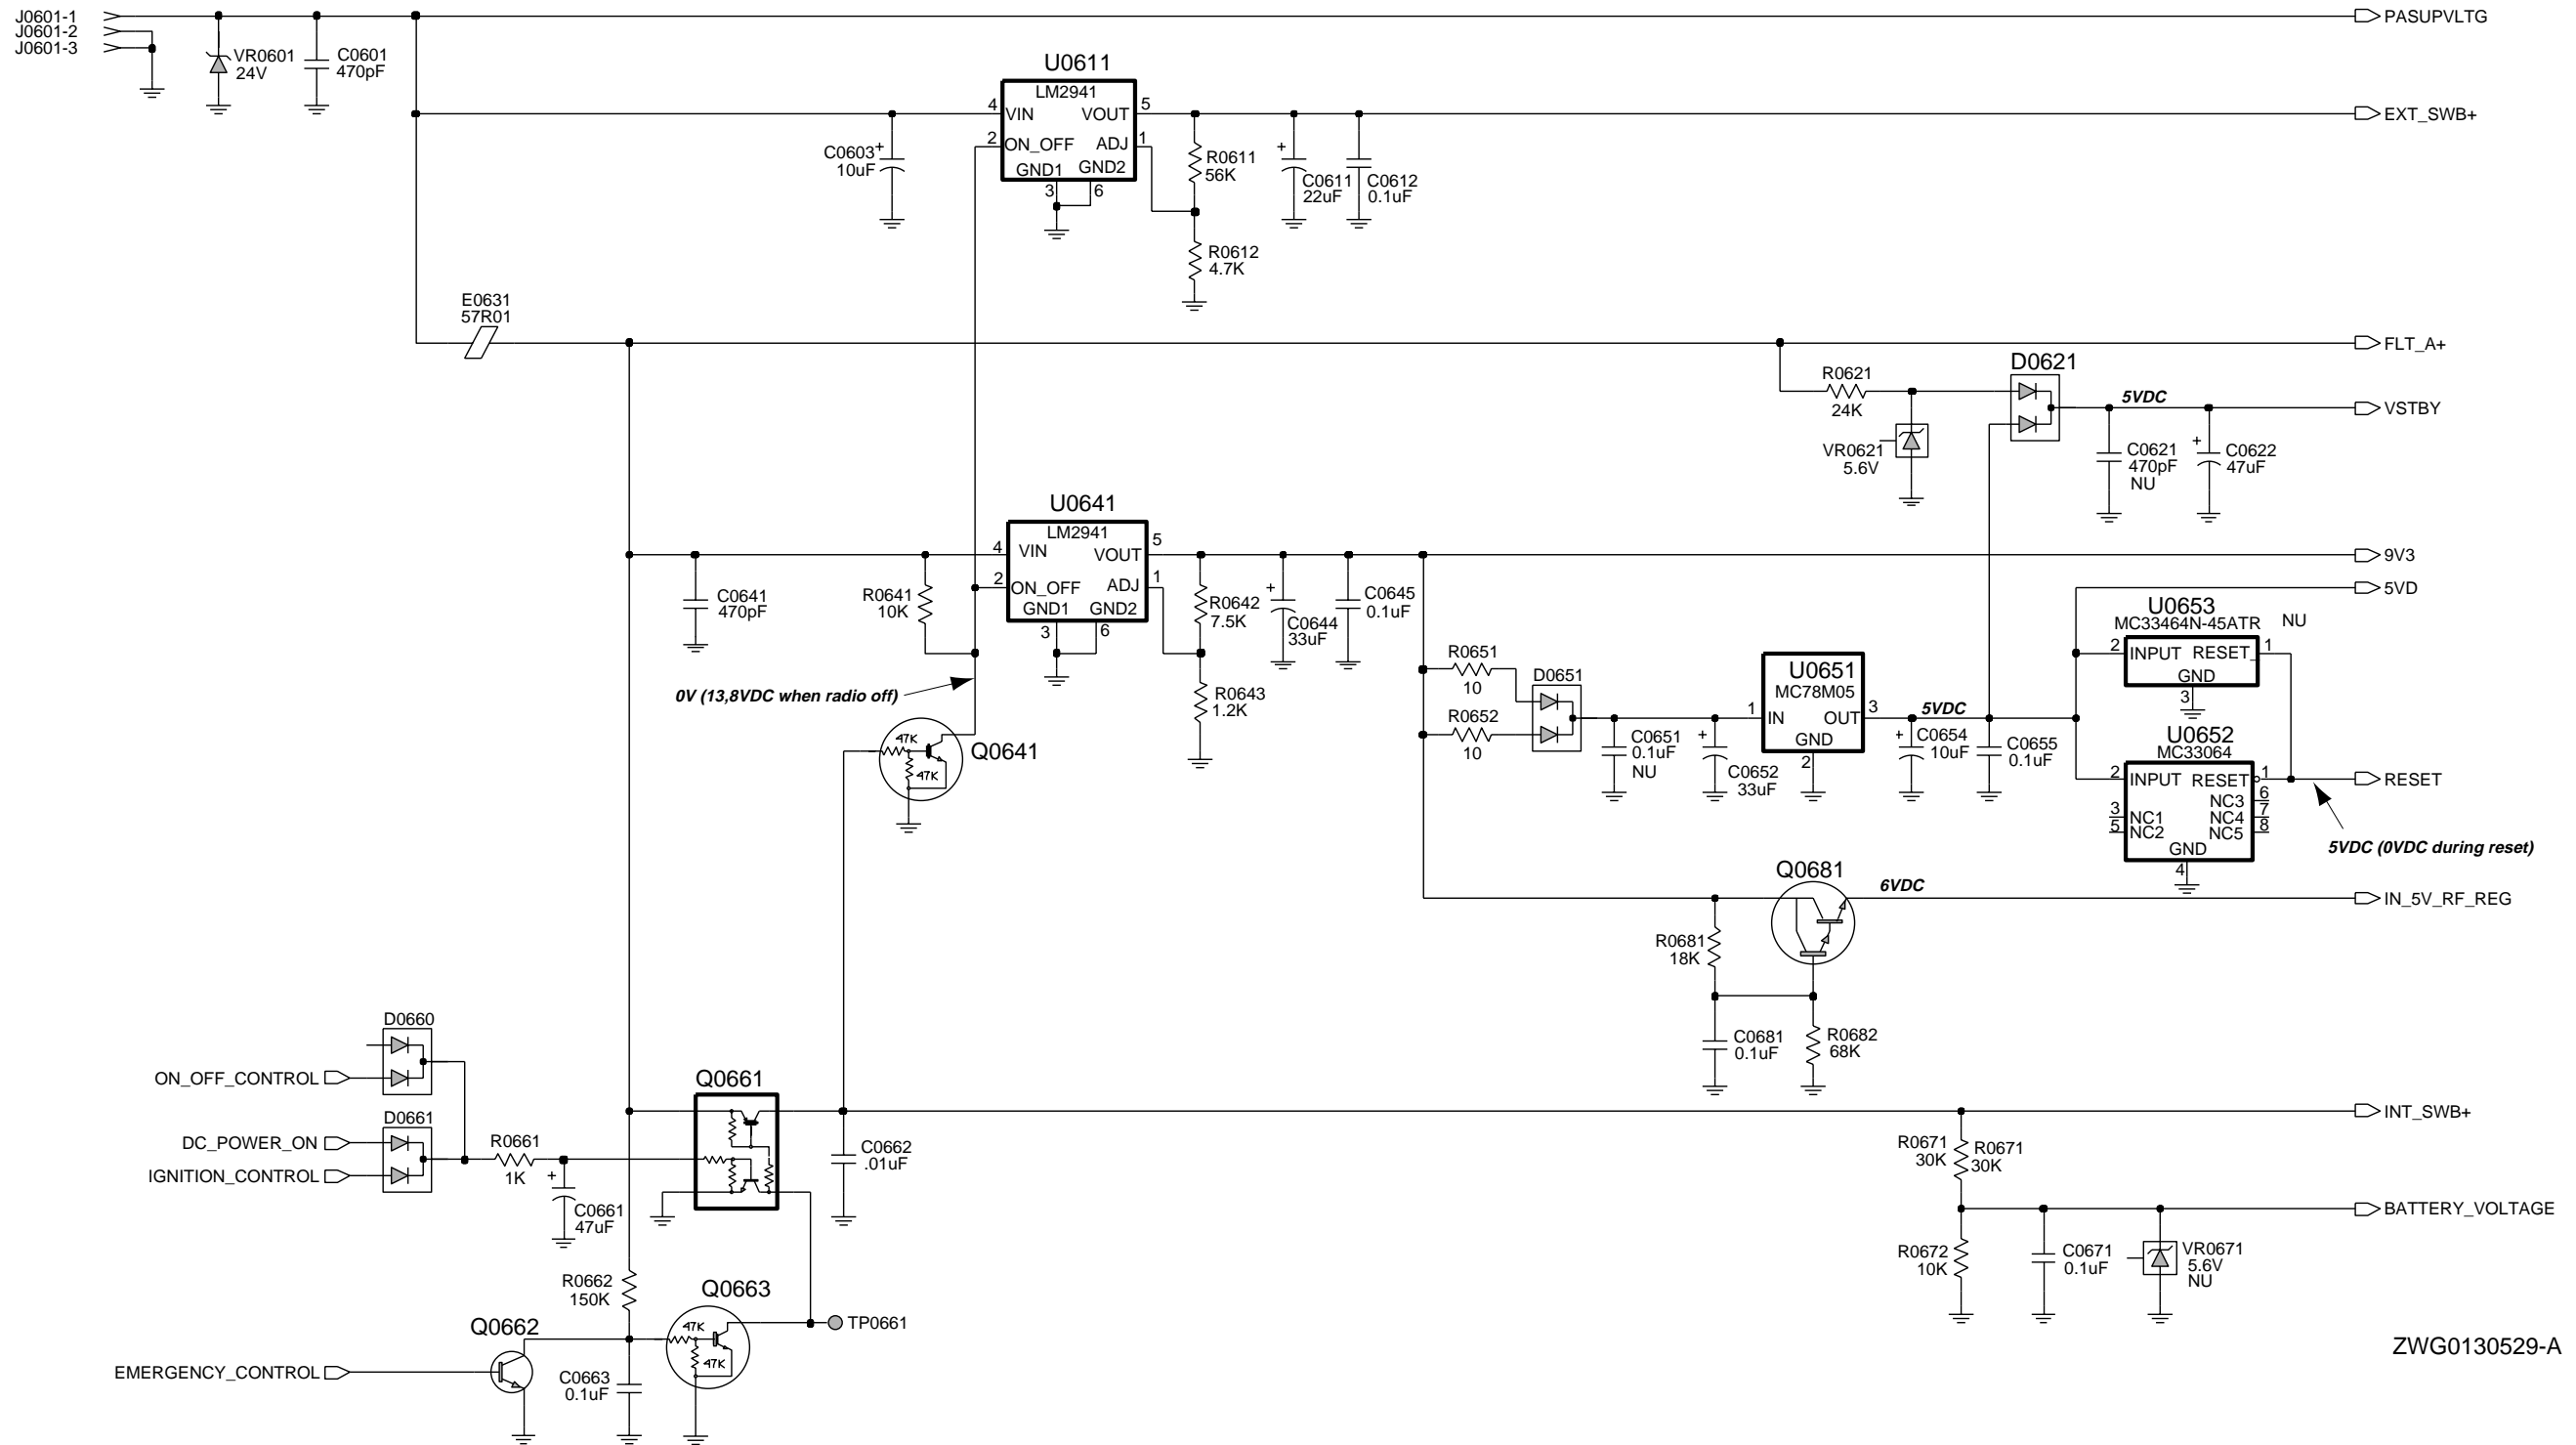 J0601-1
J0601-2
J0601-3
VR0601
24V
C0601
470pF
PASUPVLTG
U0611
LM2941
4
VIN
VOUT
5
2
ON_OFF
ADJ
1
GND1
GND2
3
6
EXT_SWB+
C0603
+
10uF
R0611
56K
+
C0611
22uF
C0612
0.1uF
R0612
4.7K
E0631
57R01
FLT_A+
D0621
R0621
24K
5VDC
VSTBY
VR0621
5.6V
C0621
470pF
NU
+
C0622
47uF
U0641
LM2941
4
VIN
VOUT
5
2
ON_OFF
ADJ
1
GND1
GND2
3
6
9V3
5VD
C0641
470pF
R0641
10K
R0642
7.5K
+
C0644
33uF
C0645
0.1uF
U0653
MC33464N-45ATR
NU
2
INPUT
RESET_
1
GND
3
0V (13,8VDC when radio off)
R0643
1.2K
R0651
10
D0651
R0652
10
U0651
MC78M05
1
IN
OUT
3
GND
2
5VDC
C0651
0.1uF
NU
+
C0652
33uF
+
C0654
10uF
C0655
0.1uF
47K
47K
Q0641
U0652
MC33064
2
INPUT
RESET
1
3
NC1
5
NC2
NC3
6
NC4
7
NC5
8
GND
4
RESET
5VDC (0VDC during reset)
Q0681
6VDC
IN_5V_RF_REG
R0681
18K
C0681
0.1uF
R0682
68K
D0660
ON_OFF_CONTROL
D0661
DC_POWER_ON
IGNITION_CONTROL
R0661
1K
+
C0661
47uF
Q0661
C0662
.01uF
INT_SWB+
R0671
30K
R0671
30K
BATTERY_VOLTAGE
R0672
10K
C0671
0.1uF
VR0671
5.6V
NU
R0662
150K
Q0663
47K
47K
TP0661
Q0662
EMERGENCY_CONTROL
C0663
0.1uF
ZWG0130529-A